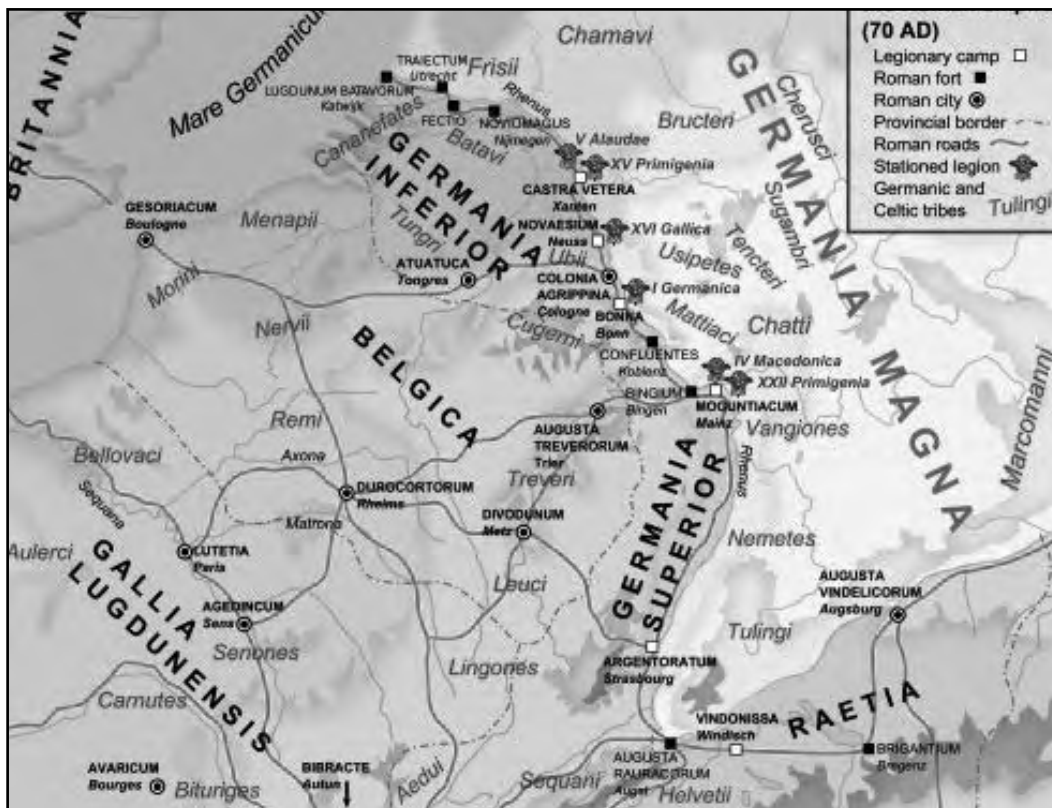 (70 AD)
Legionary camp
Roman fort
Roman city
Provincial border
Roman roads
Stationed legion
Germanic and
Celtic tribes
Tulingi
BRITANNIA
Mare Germanicum
Chamavi
Frisii
TRAIECTUM
Utrecht
LUGDUNUM BATAVORUM
Katwijk
FECTIO
Rhenus
NOVIOMAGUS
Nijmegen
Cananefates
Batavi
Bructeri
Cherusci
GERMANIA MAGNA
V Alaudae
XV Primigenia
CASTRA VETERA
Xanten
GERMANIA
INFERIOR
GESORIACUM
Boulogne
Menapii
Tungri
Sugambri
NOVAESIUM
Neuss
XVI Gallica
Ubii
Usipetes
Tencteri
Morini
ATUATUCA
Tongres
COLONIA
AGRIPPINA
Cologne
I Germanica
BONNA
Bonn
Mattiaci
Chatti
Nervii
Cugerni
CONFLUENTES
Koblenz
IV Macedonica
XXII Primigenia
BELGICA
BINGIUM
Bingen
MOGUNTIACUM
Mainz
Marcomanni
Remi
AUGUSTA
TREVERORUM
Trier
Vangiones
Bellovaci
Axona
Treveri
Rhenus
DUROCORTORUM
Rheims
Sequana
Matrona
DIVODUNUM
Metz
GERMANIA
SUPERIOR
Nemetes
Aulerci
LUTETIA
Paris
Leuci
AUGUSTA
VINDELICORUM
Augsburg
GALLIA
LUGDUNENSIS
AGEDINCUM
Sens
Senones
Tulingi
Lingones
ARGENTORATUM
Strasbourg
Carnutes
RAETIA
VINDONISSA
Windisch
AVARICUM
Bourges
Bituriges
BIBRACTE
Autun
Aedui
Sequani
AUGUSTA
RAURACORUM
Augst
Helvetii
BRIGANTIUM
Bregenz